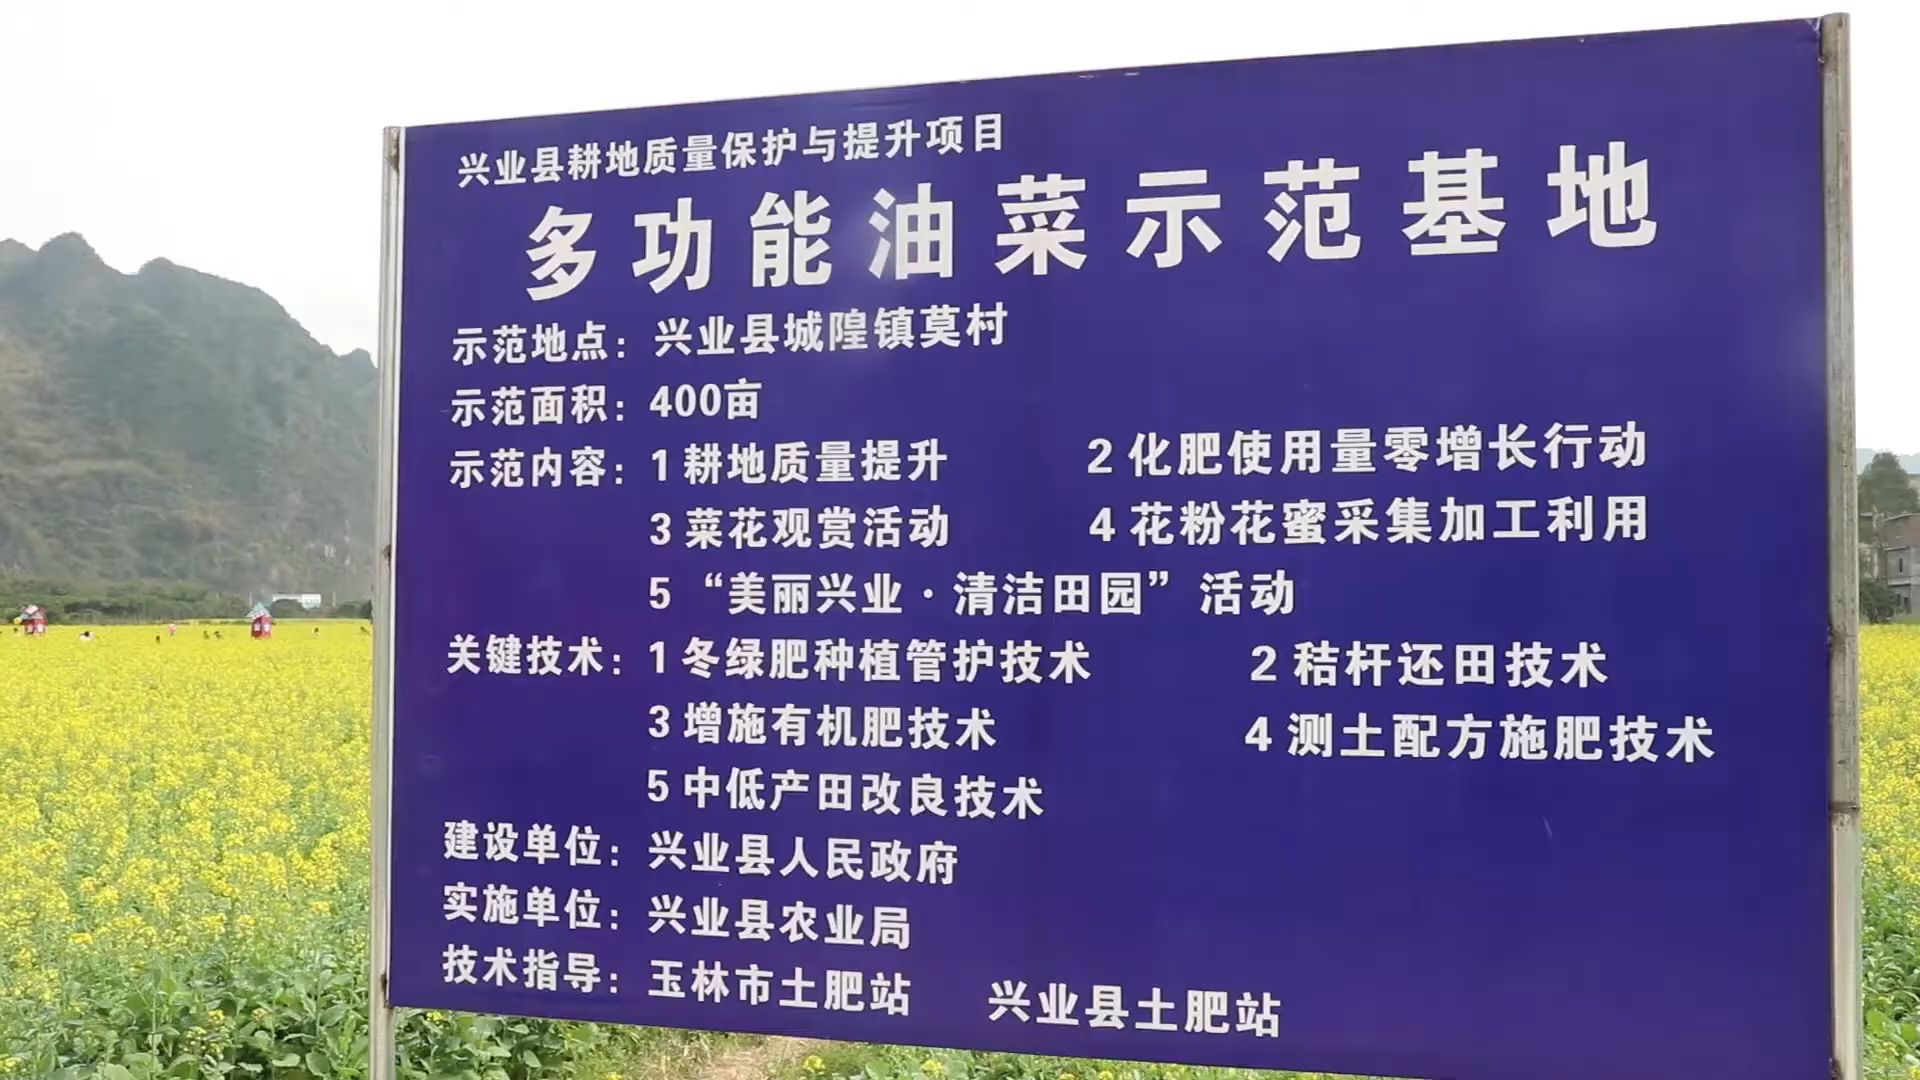 兴业县耕地质量保护与提升项目
多功能油菜示范基地
示范地点：兴业县城隍镇莫村
示范面积：400亩
示范内容：1耕地质量提升 2化肥使用量零增长行动
3菜花观赏活动 4花粉花蜜采集加工利用
5“美丽兴业·清洁田园”活动
关键技术：1冬绿肥种植管护技术 2秸杆还田技术
3增施有机肥技术 4测土配方施肥技术
5中低产田改良技术
建设单位：兴业县人民政府
实施单位：兴业县农业局
技术指导：玉林市土肥站 兴业县土肥站